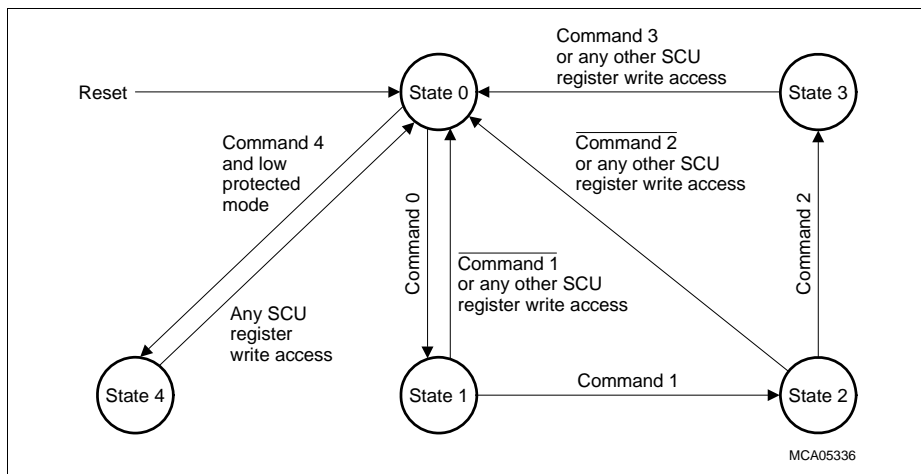 Command 3
or any other SCU
register write access
Reset
State 0
State 3
Command 4
and low
protected
mode
Command 0
Command 1
or any other SCU
register write access
Command 2
or any other SCU
register write access
Command 2
Any SCU
register
write access
State 4
State 1
Command 1
State 2
MCA05336